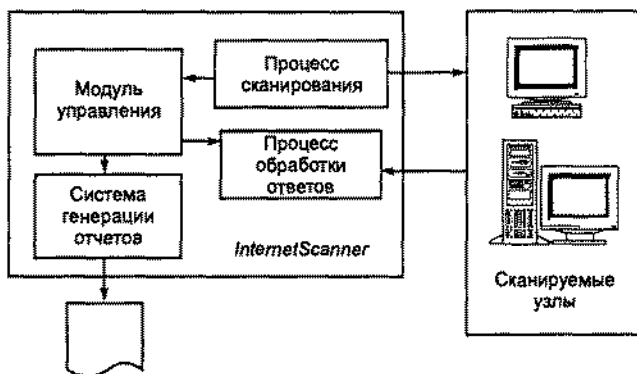 Модуль
управления
Процесс
сканирования
Процесс
обработки
ответов
Система
генерации
отчетов
InternetScanner
Сканируемые
узлы